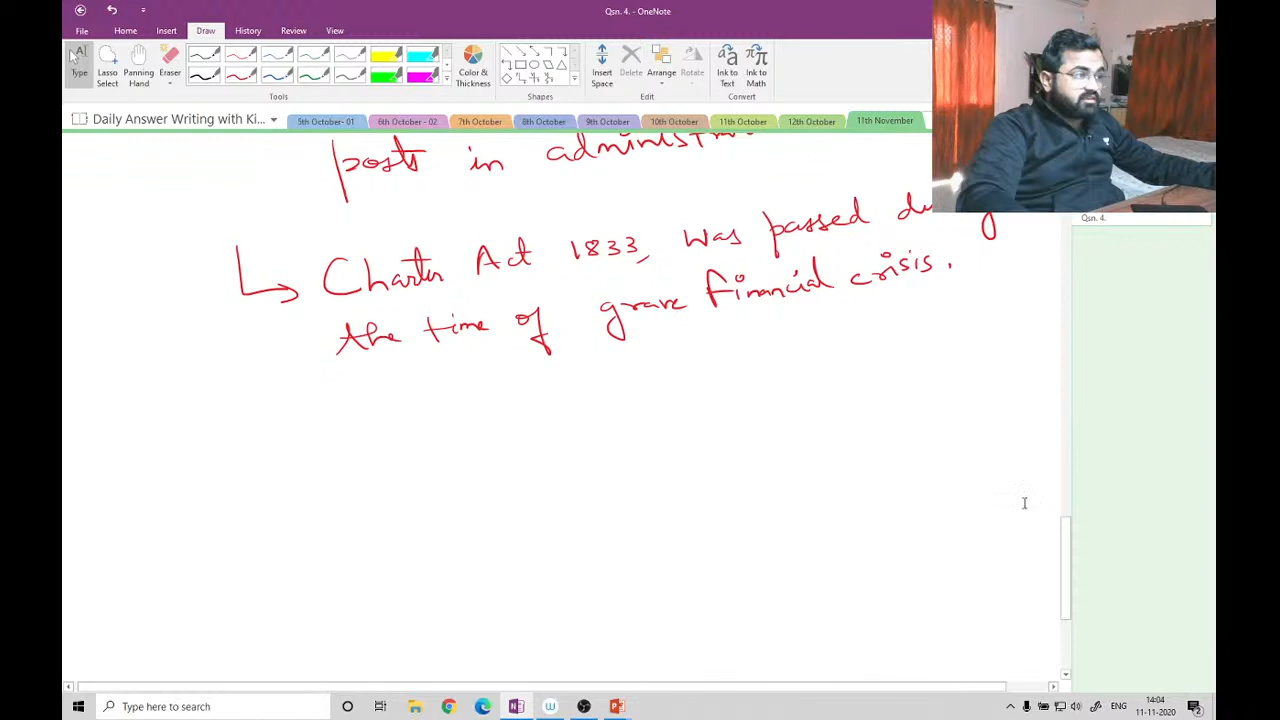 Qsn. 4. - OneNote
File Home Insert Draw History Review View
Type
Lasso Select
Panning Hand
Eraser
Color & Thickness
Insert Space
Delete
Arrange
Rotate
Ink to Text
Ink to Math
Tools Shapes Edit Convert
Daily Answer Writing with Ki...
5th October- 01 6th October - 02 7th October 8th October 9th October 10th October 11th October 12th October 11th November
Qsn. 4.
posts in
Charter Act 1833, was passed
the time of grave financial crisis.
Type here to search
ENG
14:04
11-11-2020
2